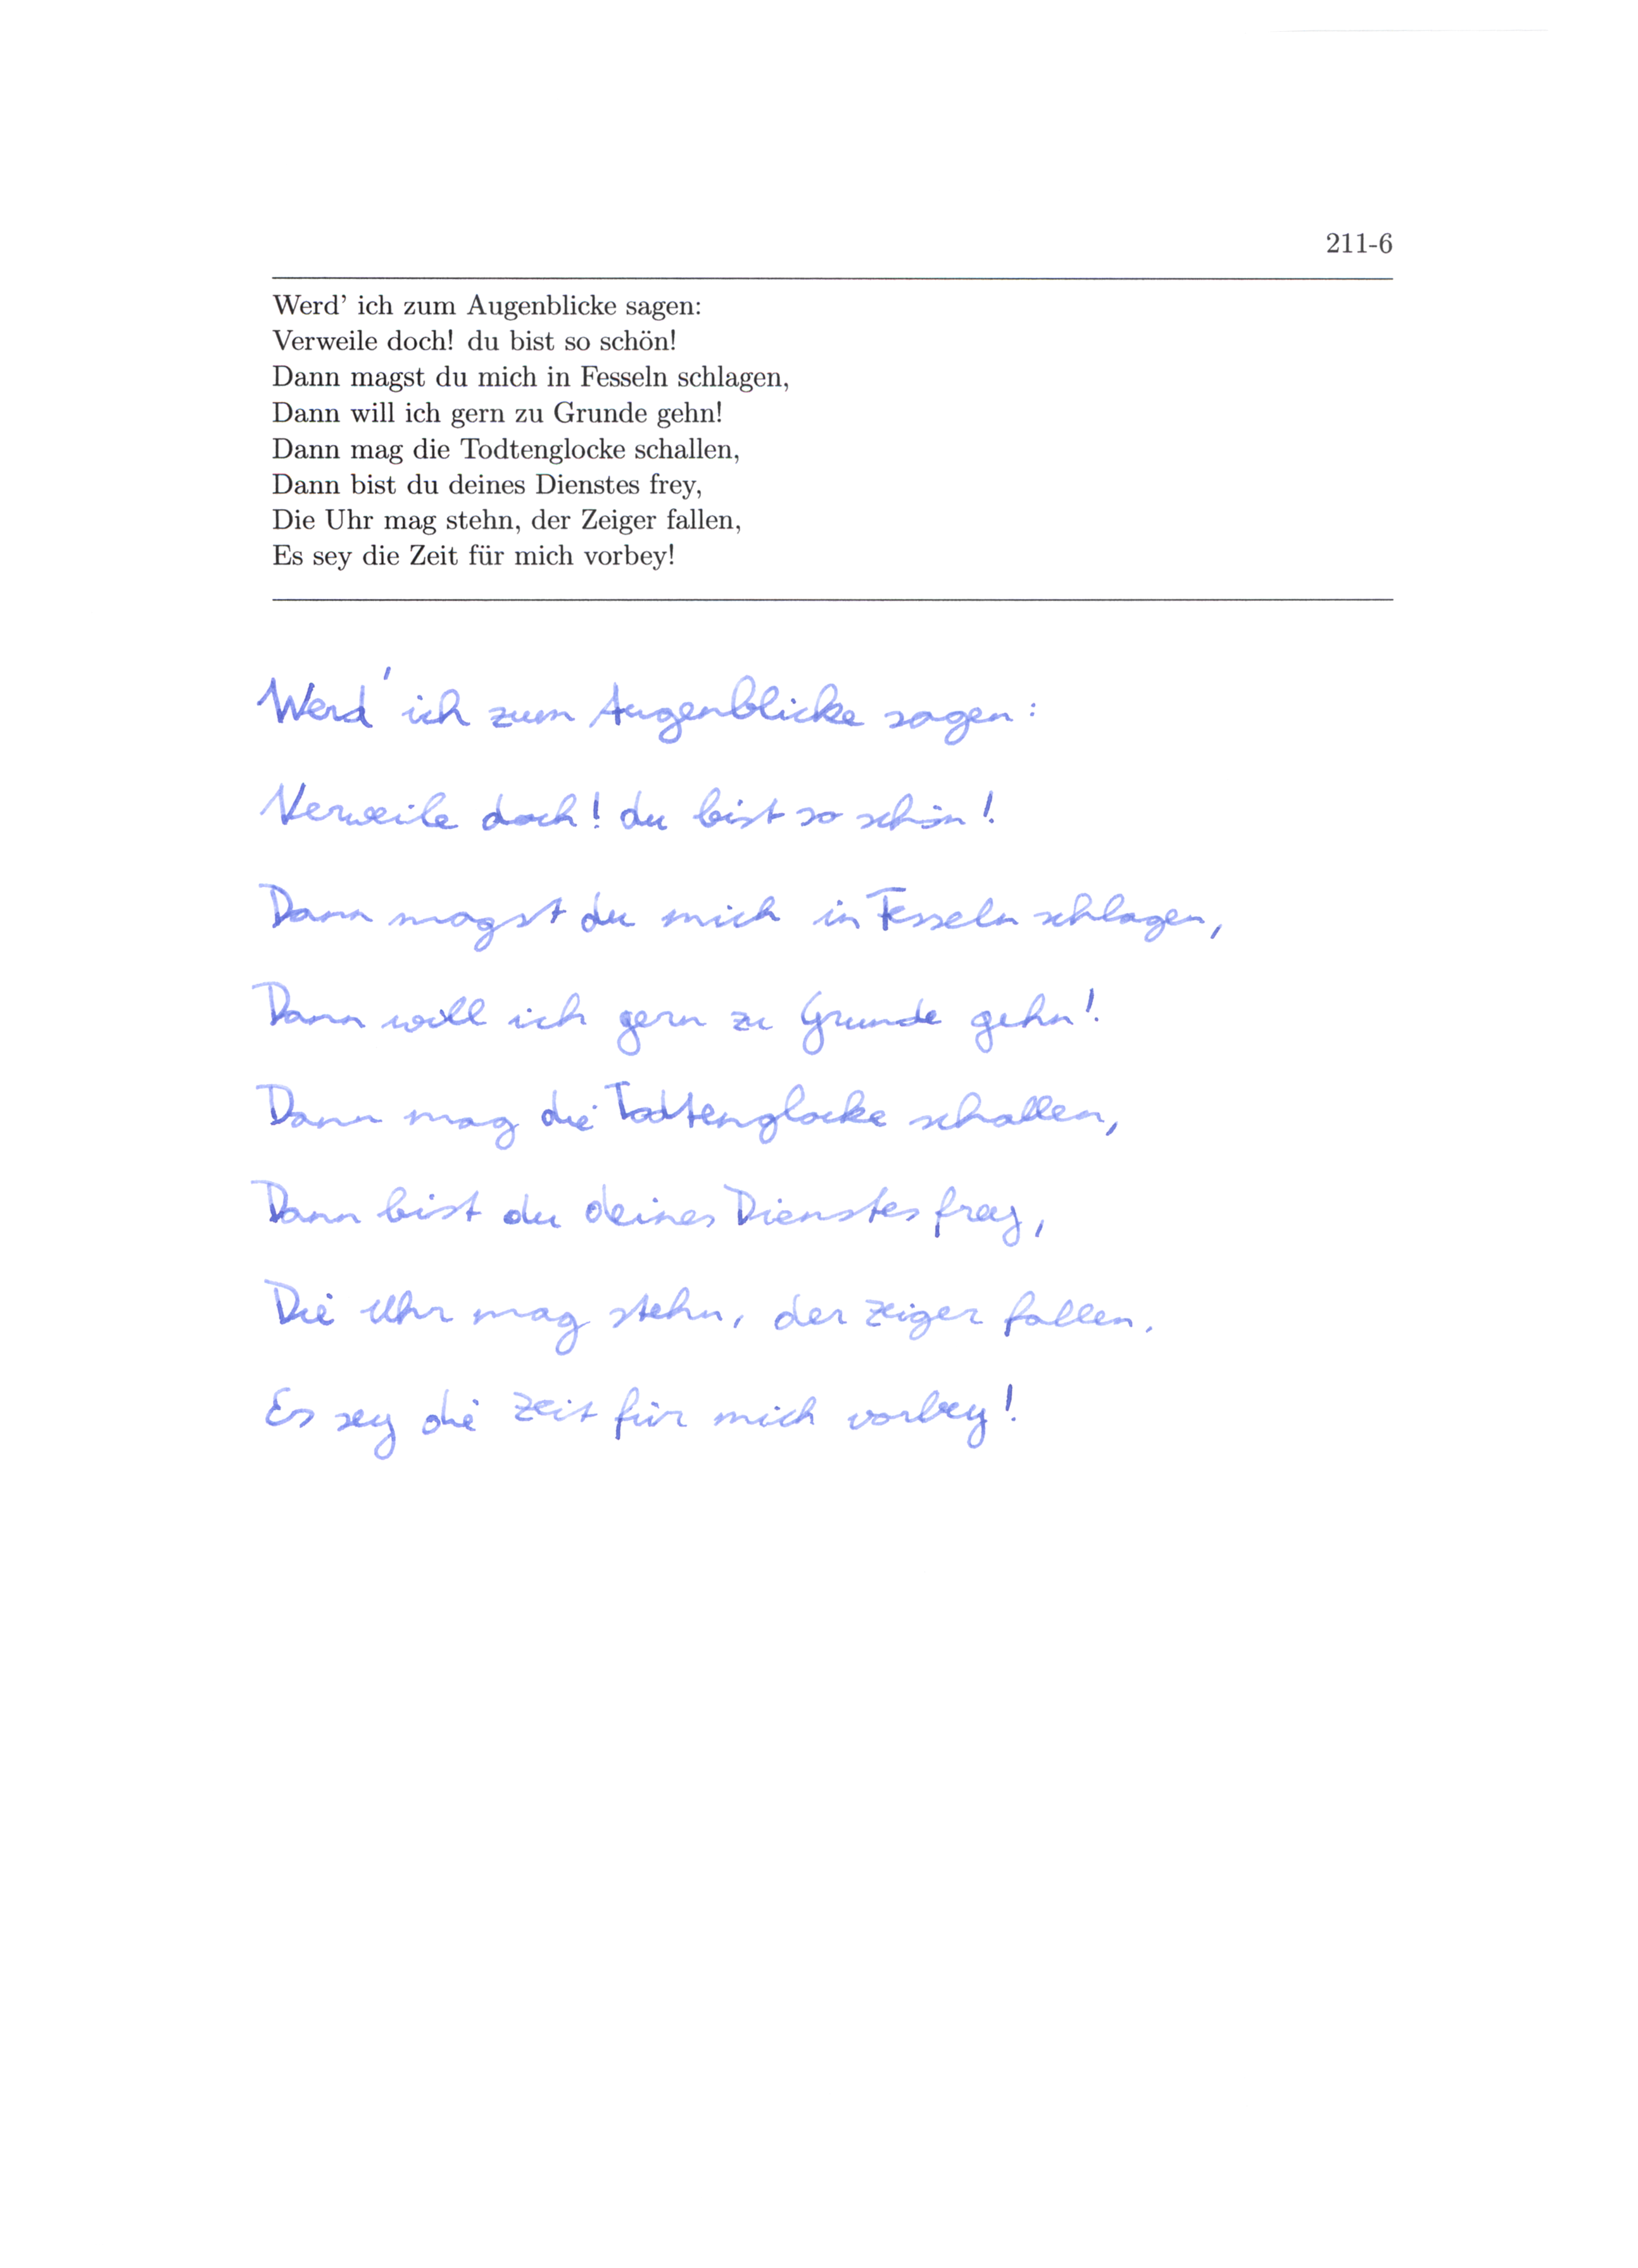 211-6
Werd' ich zum Augenblicke sagen:
Verweile doch! du bist so schön!
Dann magst du mich in Fesseln schlagen,
Dann will ich gern zu Grunde gehn!
Dann mag die Todtenglocke schallen,
Dann bist du deines Dienstes frey,
Die Uhr mag stehn, der Zeiger fallen,
Es sey die Zeit für mich vorbey!
Werd' ich zum Augenblicke sagen:
Verweile doch! du bist so schön!
Dann magst du mich in Fesseln schlagen,
Dann will ich gern zu Grunde gehn!
Dann mag die Todtenglocke schallen,
Dann bist du deines Dienstes frey,
Die Uhr mag stehn, der Zeiger fallen.
Es sey die Zeit für mich vorbey!